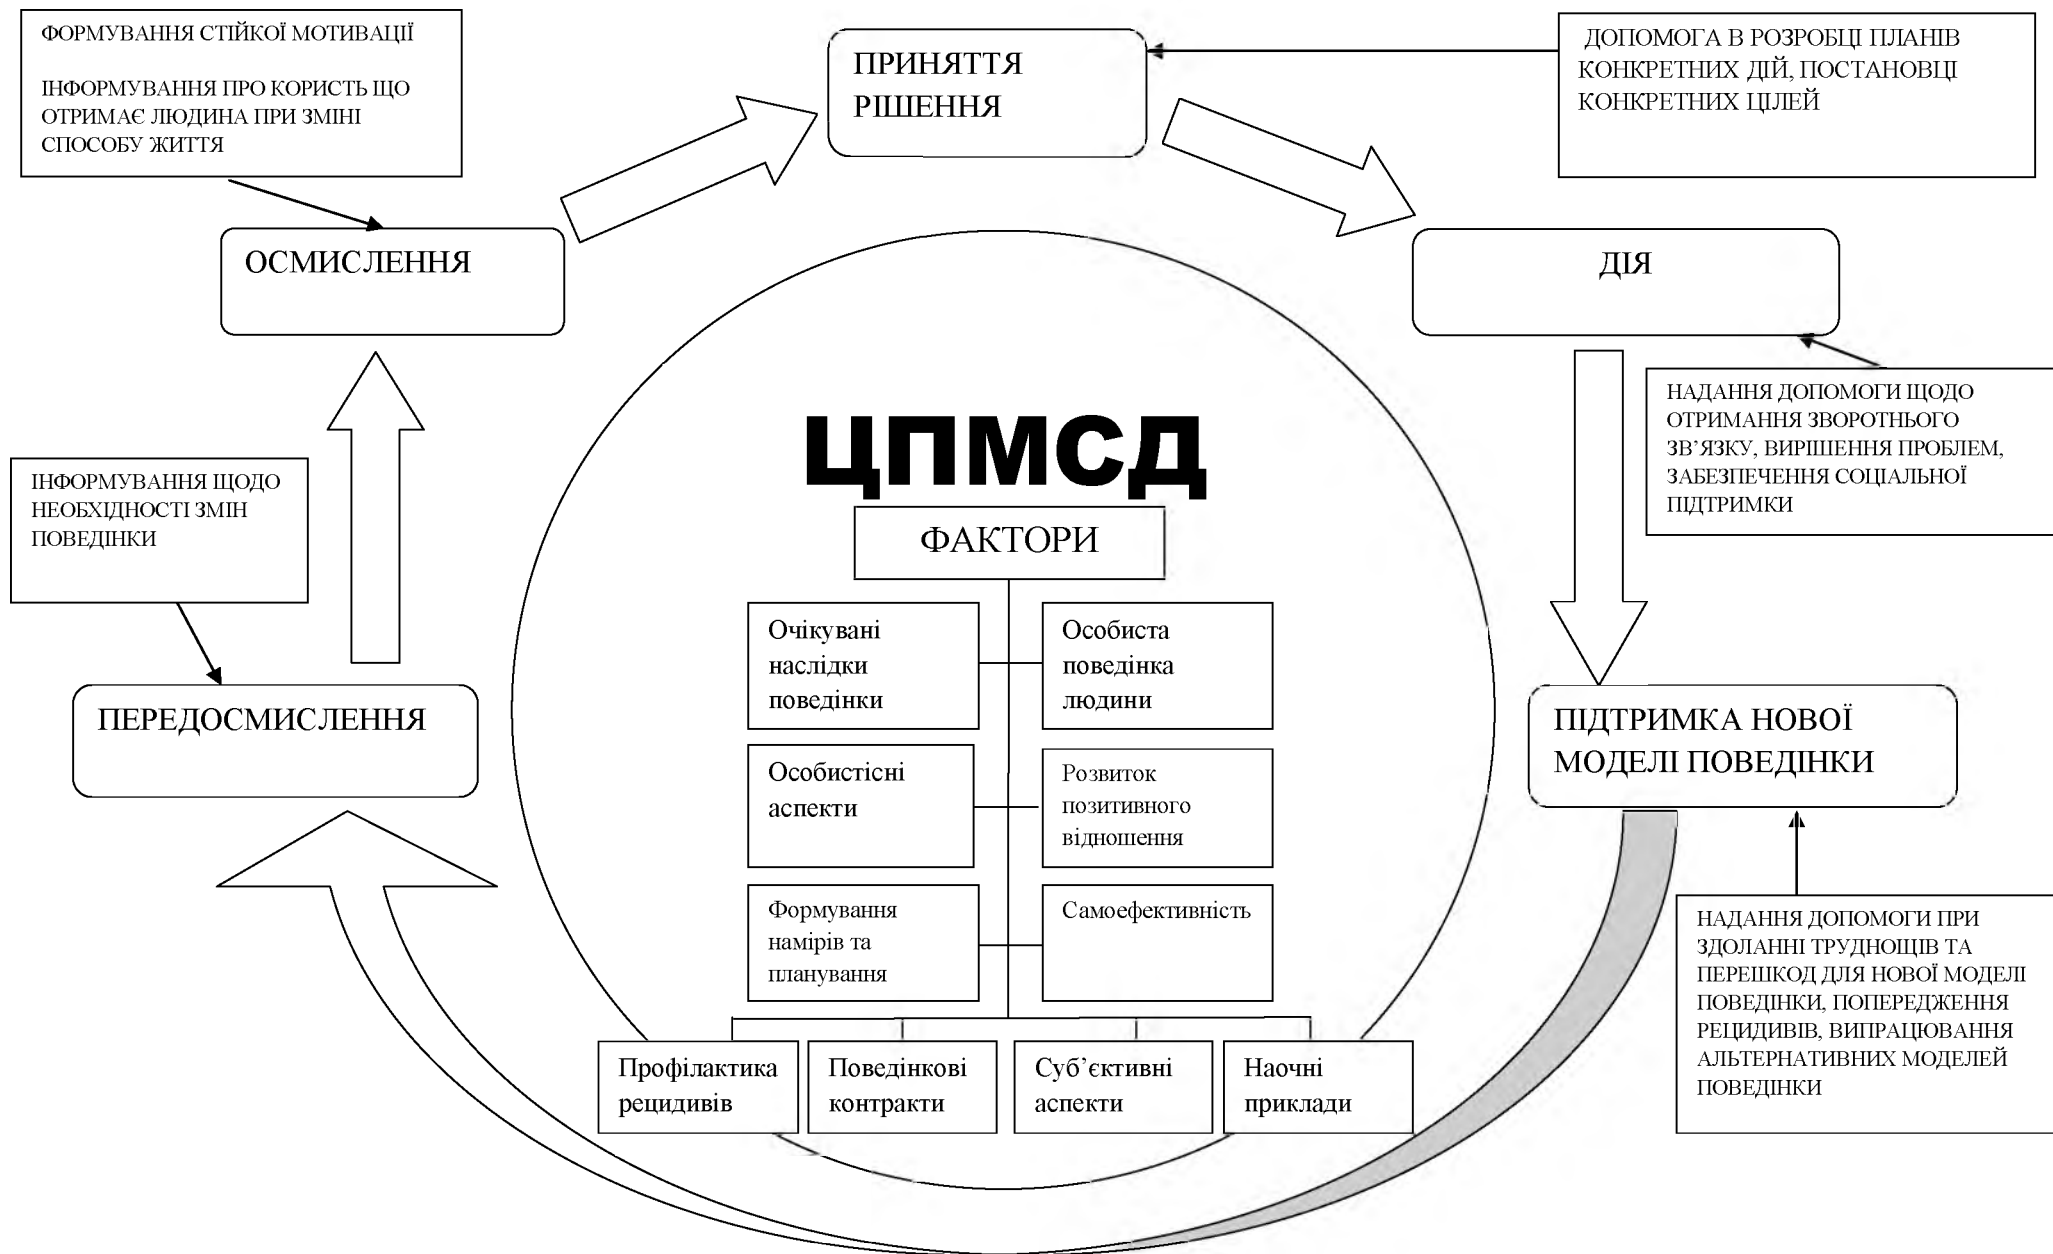 ФОРМУВАННЯ СТІЙКОЇ МОТИВАЦІЇ
ІНФОРМУВАННЯ ПРО КОРИСТЬ ЩО
ОТРИМАЄ ЛЮДИНА ПРИ ЗМІНІ
СПОСОБУ ЖИТТЯ
ПРИНЯТТЯ
РІШЕННЯ
ДОПОМОГА В РОЗРОБЦІ ПЛАНІВ
КОНКРЕТНИХ ДІЙ, ПОСТАНОВЦІ
КОНКРЕТНИХ ЦІЛЕЙ
ОСМИСЛЕННЯ
ДІЯ
НАДАННЯ ДОПОМОГИ ЩОДО
ОТРИМАННЯ ЗВОРОТНЬОГО
ЗВ’ЯЗКУ, ВИРІШЕННЯ ПРОБЛЕМ,
ЗАБЕЗПЕЧЕННЯ СОЦІАЛЬНОЇ
ПІДТРИМКИ
ІНФОРМУВАННЯ ЩОДО
НЕОБХІДНОСТІ ЗМІН
ПОВЕДІНКИ
ПЕРЕДОСМИСЛЕННЯ
ЦПМСД
ФАКТОРИ
Очікувані
наслідки
поведінки
Особиста
поведінка
людини
Особистісні
аспекти
Розвиток
позитивного
відношення
Формування
намірів та
планування
Самоефективність
Профілактика
рецидивів
Поведінкові
контракти
Суб’єктивні
аспекти
Наочні
приклади
ПІДТРИМКА НОВОЇ
МОДЕЛІ ПОВЕДІНКИ
НАДАННЯ ДОПОМОГИ ПРИ
ЗДОЛАННІ ТРУДНОЩІВ ТА
ПЕРЕШКОД ДЛЯ НОВОЇ МОДЕЛІ
ПОВЕДІНКИ, ПОПЕРЕДЖЕННЯ
РЕЦИДИВІВ, ВИПРАЦЮВАННЯ
АЛЬТЕРНАТИВНИХ МОДЕЛЕЙ
ПОВЕДІНКИ